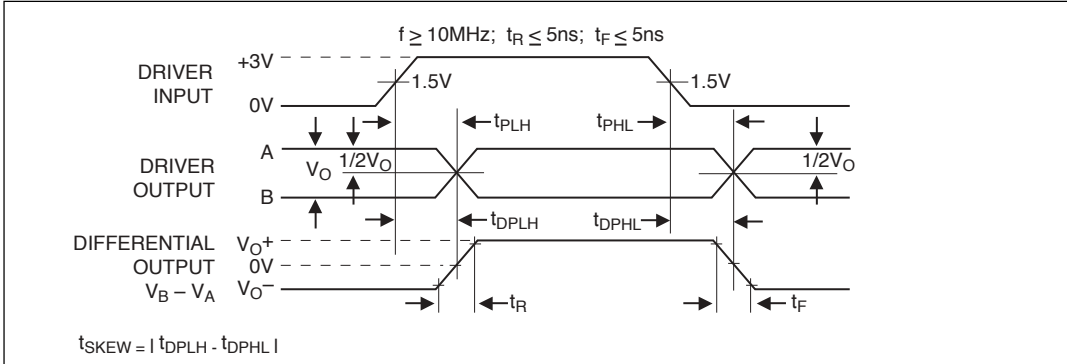 f ≥ 10MHz; tR ≤ 5ns; tF ≤ 5ns
DRIVER
INPUT
+3V
0V
1.5V
1.5V
tPLH
tPHL
DRIVER
OUTPUT
A
B
VO
1/2VO
1/2VO
tDPLH
tDPHL
DIFFERENTIAL
OUTPUT
VB – VA
VO+
0V
VO–
tR
tF
tSKEW = | tDPLH - tDPHL |